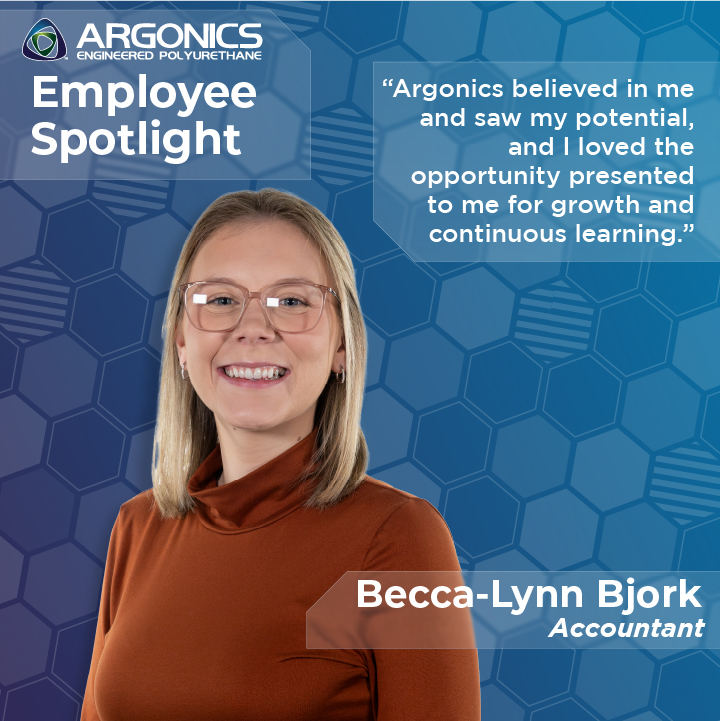 ARGONICS
ENGINEERED POLYURETHANE
Employee
Spotlight
“Argonics believed in me
and saw my potential,
and I loved the
opportunity presented
to me for growth and
continuous learning.”
Becca-Lynn Bjork
Accountant